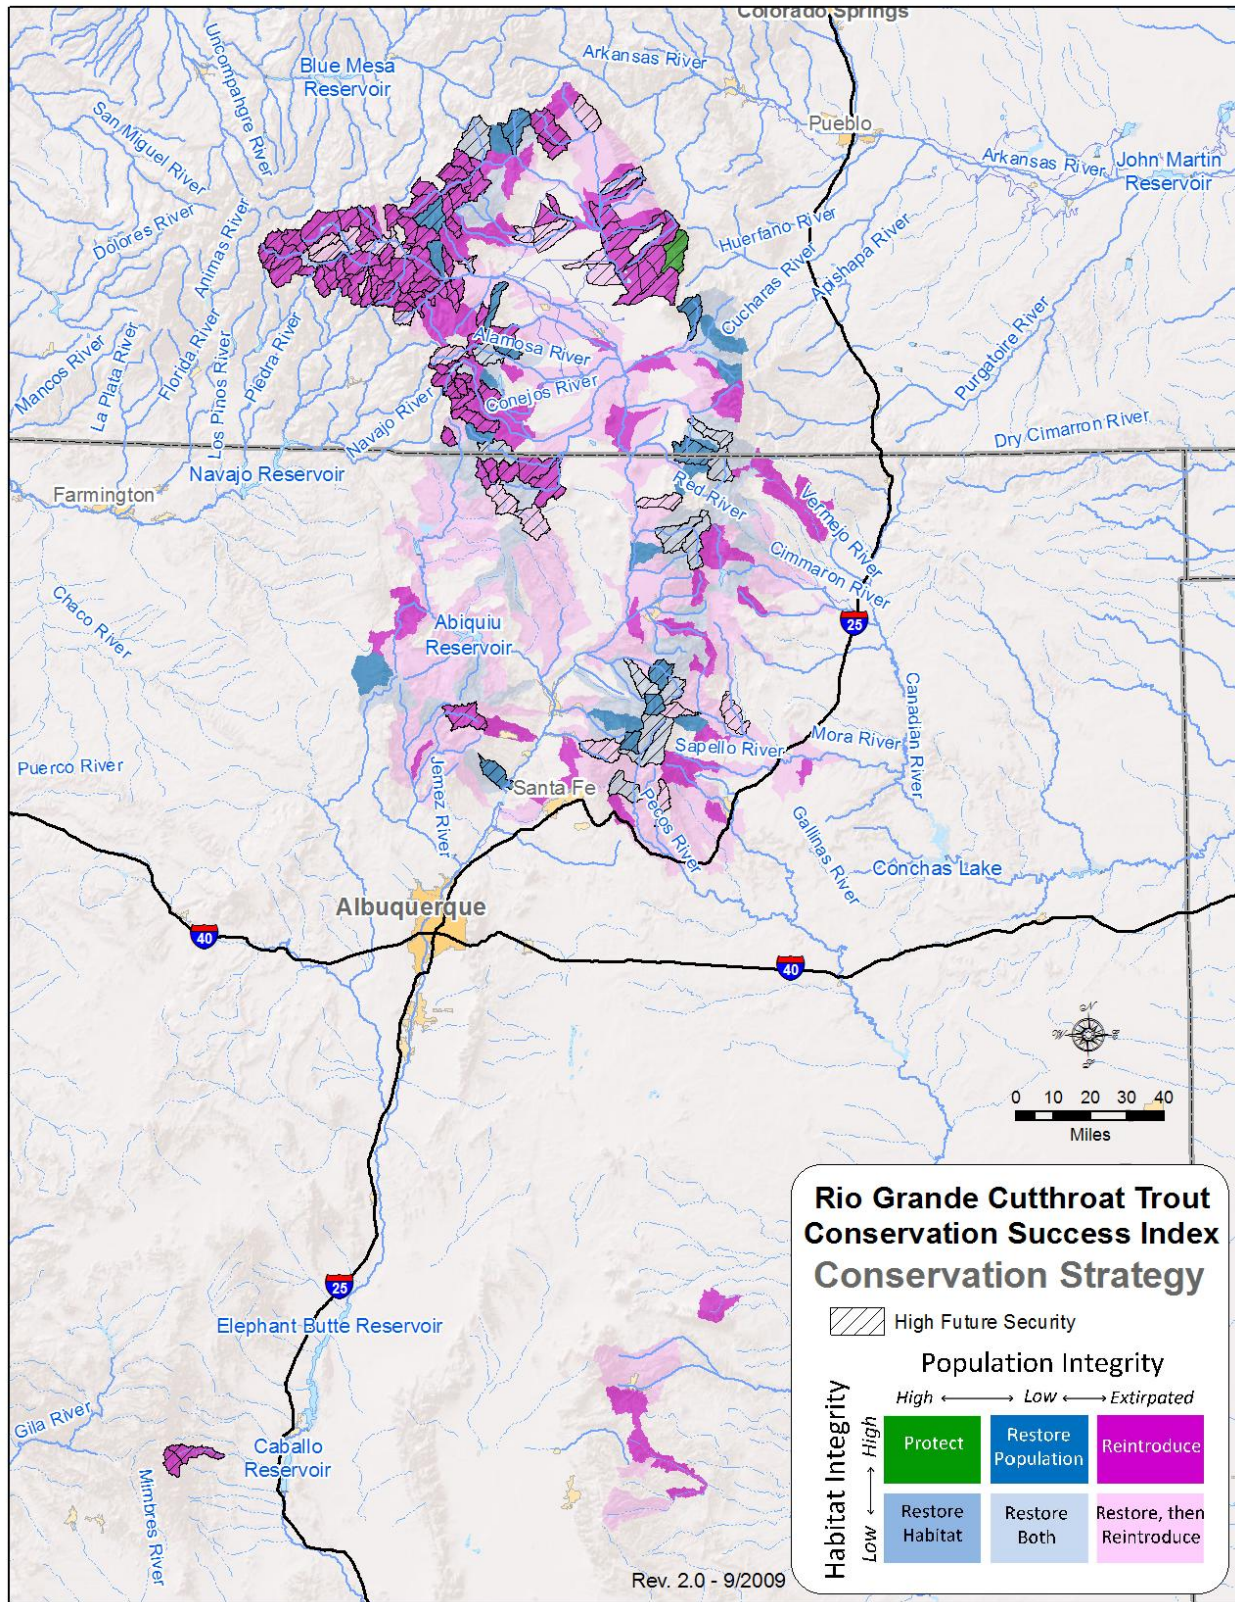 Colorado Springs
Arkansas River
Uncompahgre River
Blue Mesa
Reservoir
San Miguel River
Pueblo
Arkansas River
John Martin
Reservoir
Dolores River
Animas River
Huerfano River
Cucharas River
Apishapa River
Purgatoire River
Mancos River
La Plata River
Florida River
Los Pinos River
Piedra River
Navajo River
Alamosa River
Conejos River
Dry Cimarron River
Navajo Reservoir
Farmington
Red River
Vermejo River
Cimmaron River
Chaco River
Abiquiu
Reservoir
25
Canadian River
Mora River
Sapello River
Puerco River
Jemez River
Santa Fe
Pecos River
Gallinas River
Conchas Lake
Albuquerque
40
40
N
W
E
S
0 10 20 30 40
Miles
25
Elephant Butte Reservoir
Gila River
Caballo
Reservoir
Mimbres River
Rio Grande Cutthroat Trout
Conservation Success Index
Conservation Strategy
High Future Security
Population Integrity
High Low Extirpated
Habitat Integrity
High
Low
Protect
Restore
Population
Reintroduce
Restore
Habitat
Restore
Both
Restore, then
Reintroduce
Rev. 2.0 - 9/2009